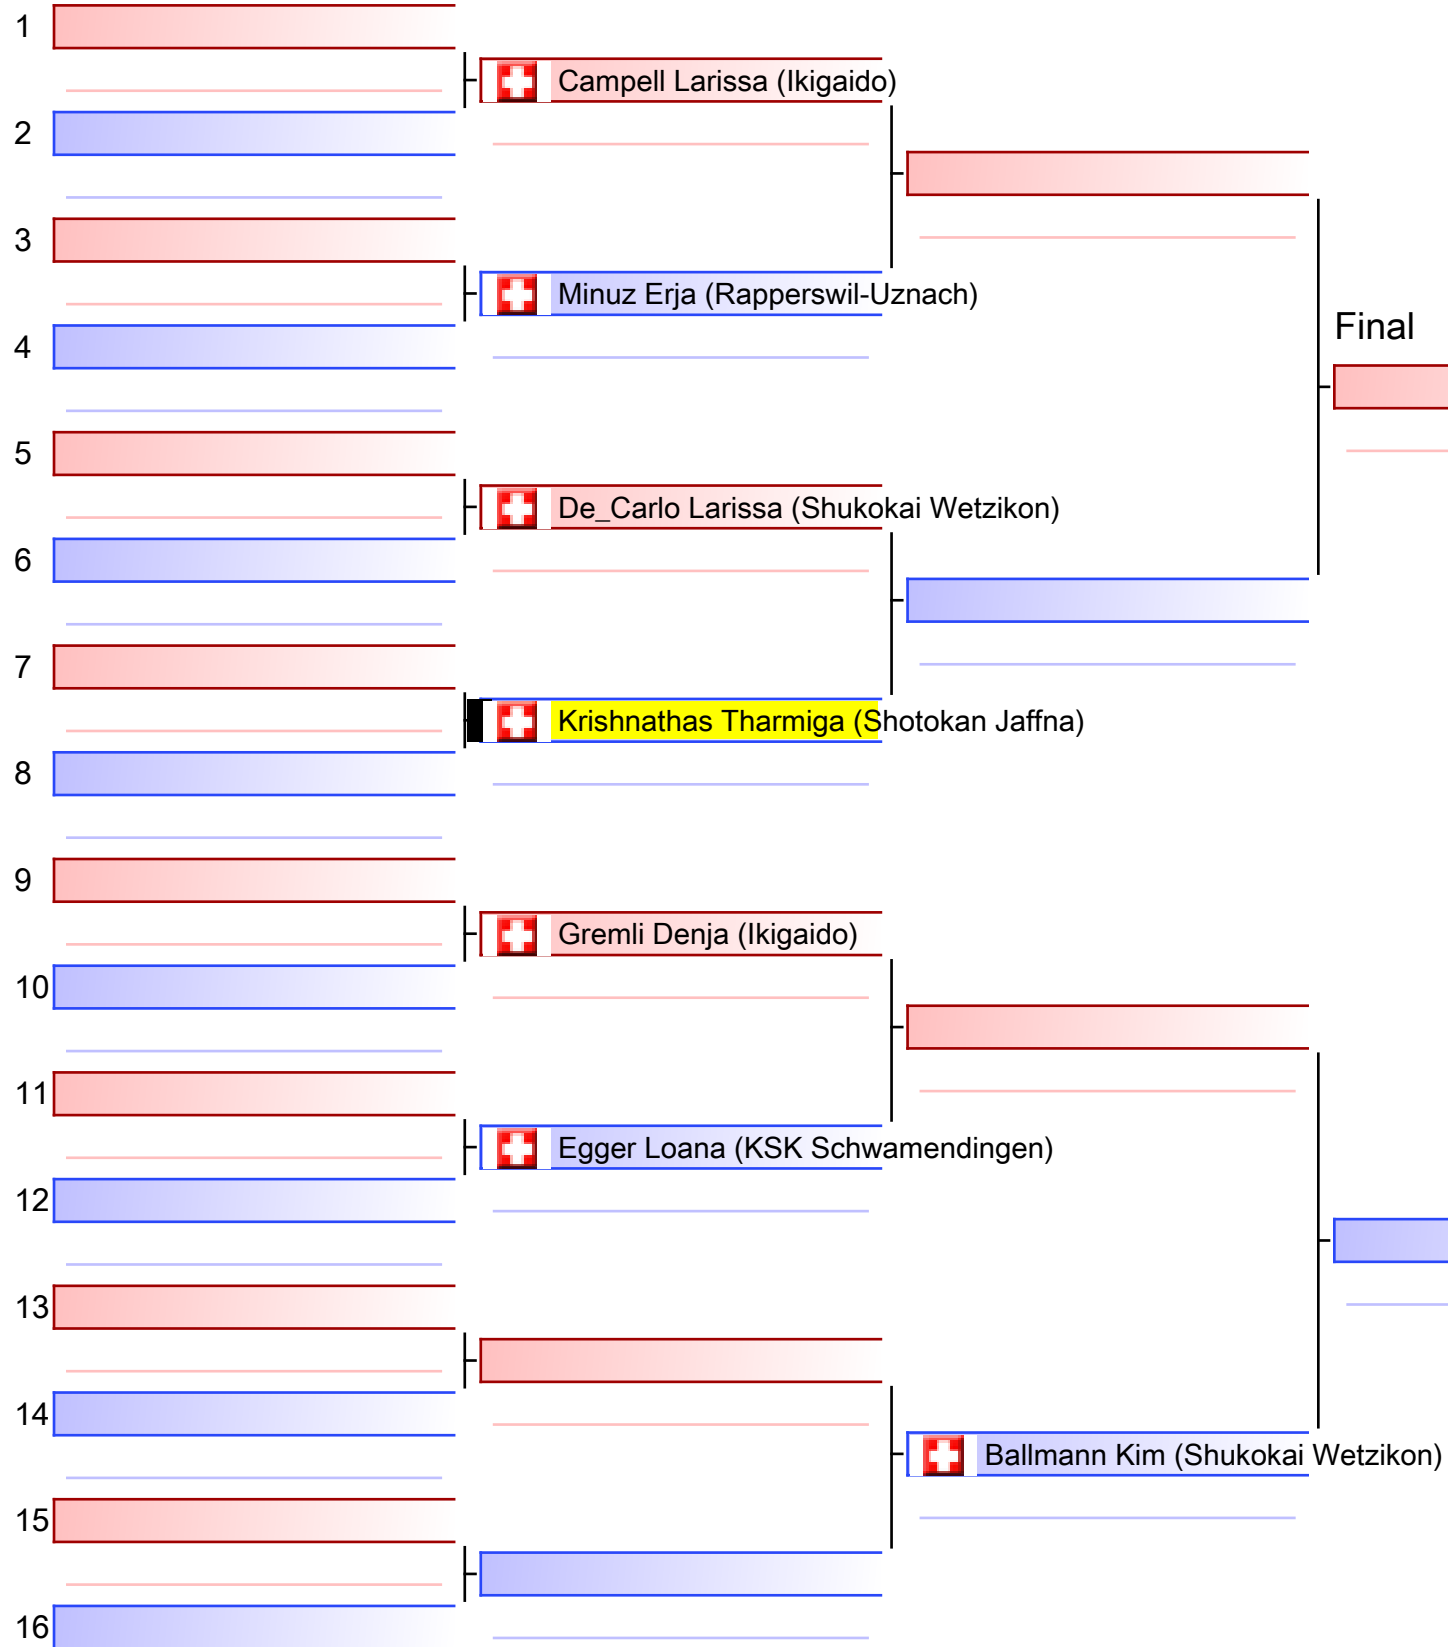 1
Campell Larissa (Ikigaido)
2
3
Minuz Erja (Rapperswil-Uznach)
Final
4
5
De_Carlo Larissa (Shukokai Wetzikon)
6
7
Krishnathas Tharmiga (Shotokan Jaffna)
8
9
Gremli Denja (Ikigaido)
10
11
Egger Loana (KSK Schwamendingen)
12
13
14
Ballmann Kim (Shukokai Wetzikon)
15
16